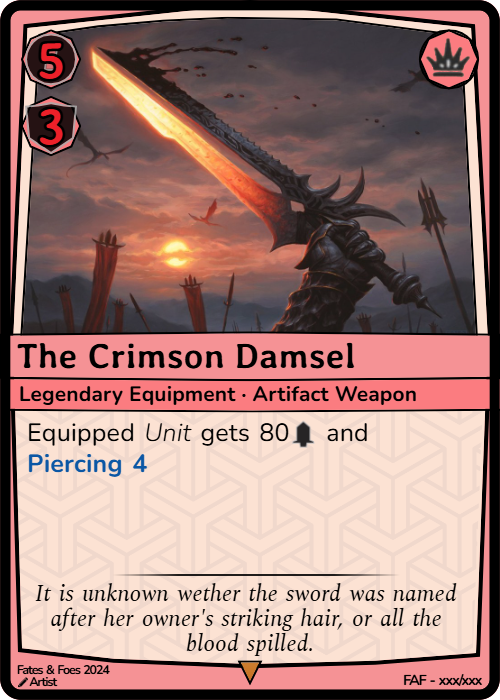 5
3
The Crimson Damsel
Legendary Equipment · Artifact Weapon
Equipped Unit gets 80 and
Piercing 4
It is unknown wether the sword was named
after her owner's striking hair, or all the
blood spilled.
Fates & Foes 2024
Artist
FAF - xxx/xxx